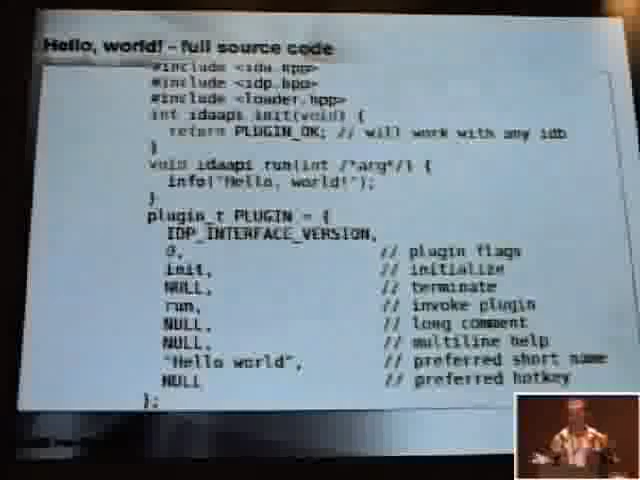 Hello, world! - full source code
#include <ida.hpp>
#include <idp.hpp>
#include <loader.hpp>
int idaapi init(void) {
return PLUGIN_OK; // will work with any idb
}
void idaapi run(int /*arg*/) {
info("Hello, world!");
}
plugin_t PLUGIN = {
IDP_INTERFACE_VERSION,
0, // plugin flags
init, // initialize
NULL, // terminate
run, // invoke plugin
NULL, // long comment
NULL, // multiline help
"Hello world", // preferred short name
NULL // preferred hotkey
};